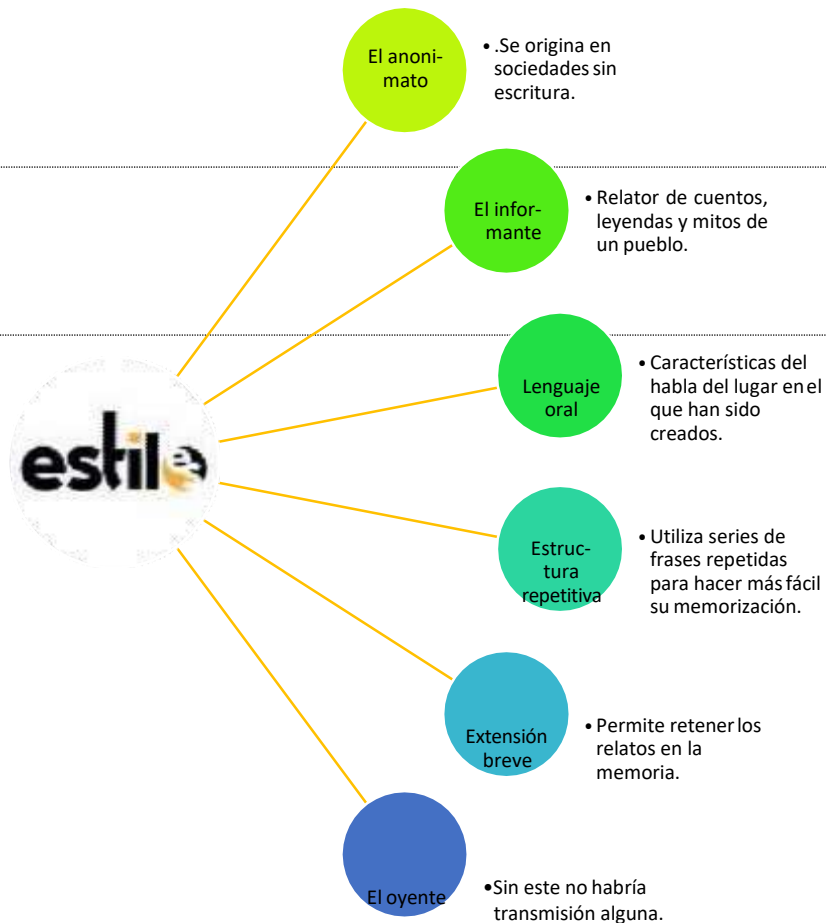 El anoni-
mato
• .Se origina en
sociedades sin
escritura.
El infor-
mante
• Relator de cuentos,
leyendas y mitos de
un pueblo.
estilo
Lenguaje
oral
• Características del
habla del lugar en el
que han sido
creados.
Estruc-
tura
repetitiva
• Utiliza series de
frases repetidas
para hacer más fácil
su memorización.
Extensión
breve
• Permite retener los
relatos en la
memoria.
El oyente
•Sin este no habría
transmisión alguna.